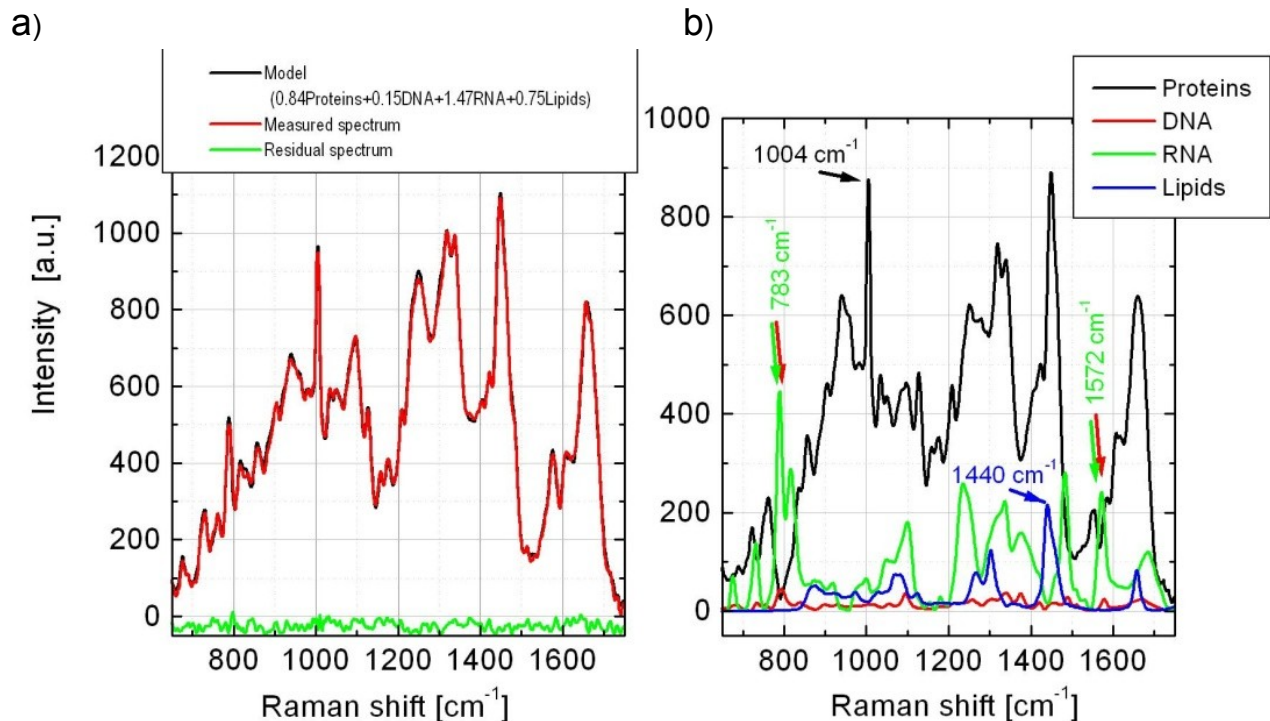 a)
Model
(0.84Proteins+0.15DNA+1.47RNA+0.75Lipids)
Measured spectrum
Residual spectrum
1200
1000
800
600
400
200
0
Intensity [a.u.]
800 1000 1200 1400 1600
Raman shift [cm⁻¹]
b)
Proteins
DNA
RNA
Lipids
1000
800
600
400
200
0
1004 cm⁻¹
783 cm⁻¹
1572 cm⁻¹
1440 cm⁻¹
800 1000 1200 1400 1600
Raman shift [cm⁻¹]